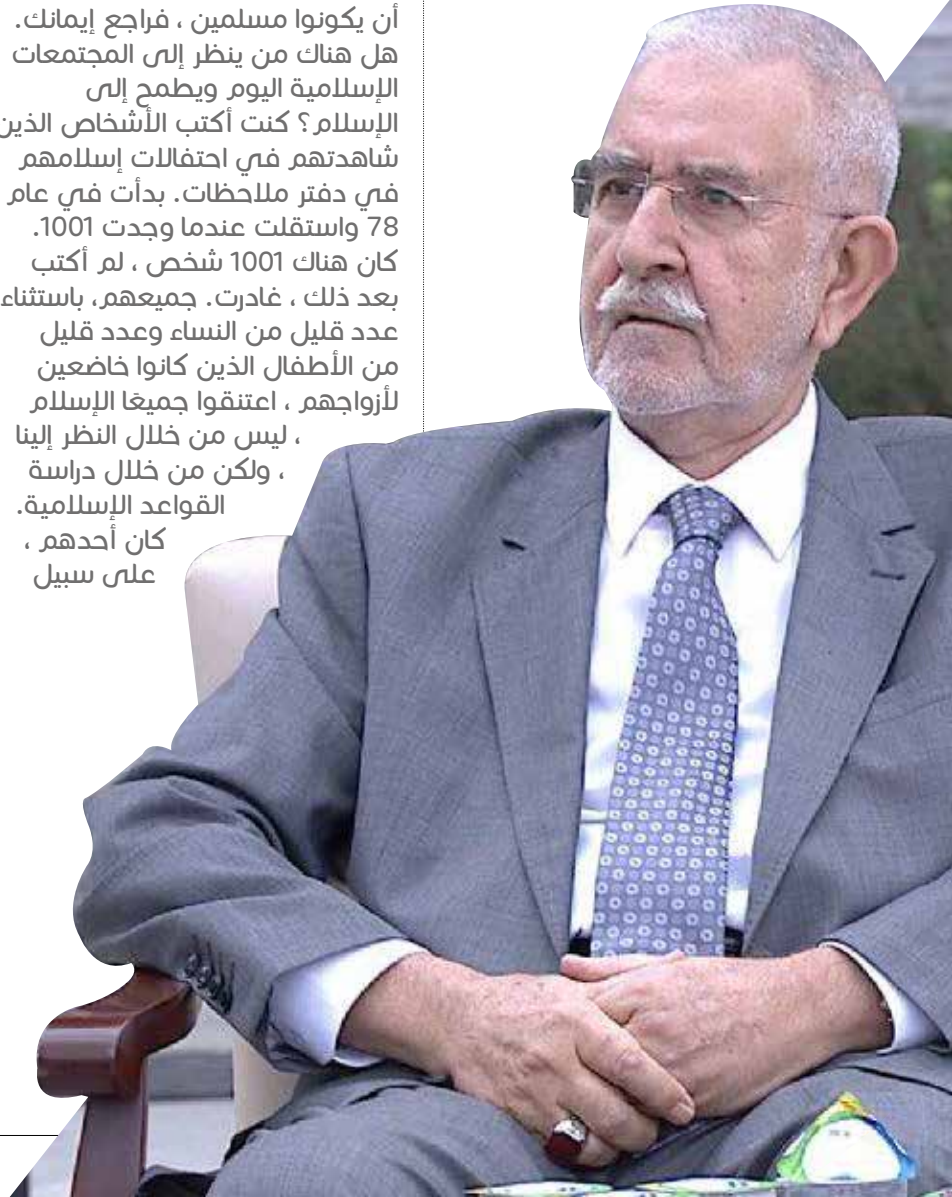 أن يكونوا مسلمين ، فراجع إيمانك.
هل هناك من ينظر إلى المجتمعات
الإسلامية اليوم ويطمح إلى
الإسلام؟ كنت أكتب الأشخاص الذين
شاهدتهم في احتفالات إسلامهم
في دفتر ملاحظات. بدأت في عام
78 واستقلت عندما وجدت 1001.
كان هناك 1001 شخص ، لم أكتب
بعد ذلك ، غادرت. جميعهم، باستثناء
عدد قليل من النساء وعدد قليل
من الأطفال الذين كانوا خاضعين
لأزواجهم ، اعتنقوا جميعًا الإسلام
، ليس من خلال النظر إلينا
، ولكن من خلال دراسة
القواعد الإسلامية.
كان أحدهم ،
على سبيل